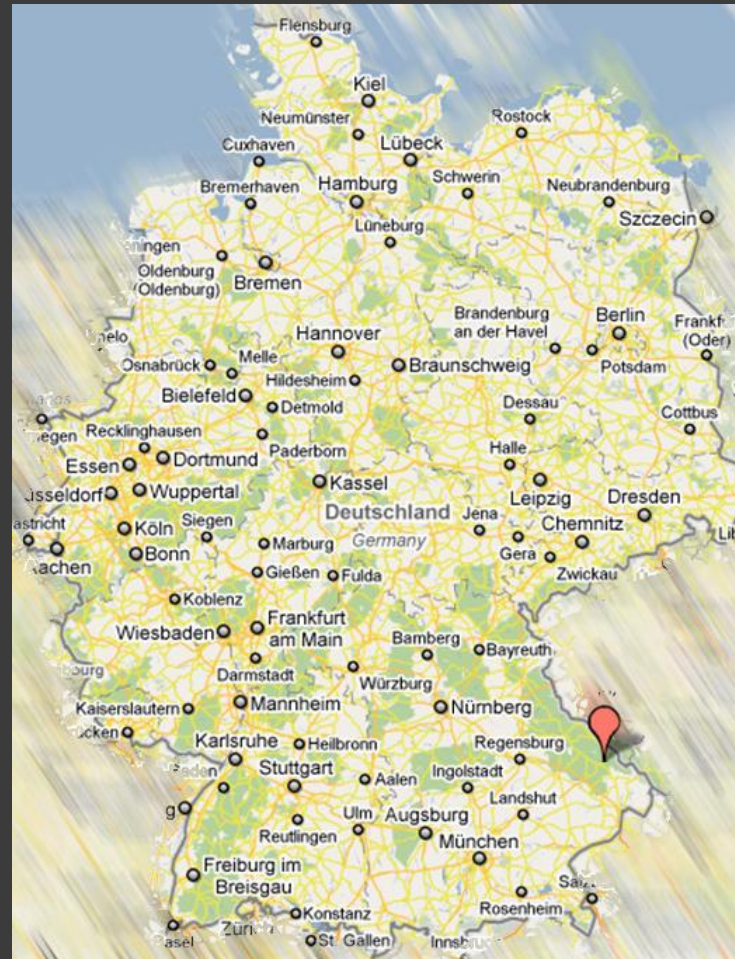 Flensburg
Kiel
Neumünster
Rostock
Cuxhaven
Lübeck
Bremerhaven
Hamburg
Schwerin
Neubrandenburg
Szczecin
Lüneburg
Oldenburg
(Oldenburg)
Bremen
Hannover
Brandenburg
an der Havel
Berlin
(Oder)
Osnabrück
Melle
Braunschweig
Potsdam
Hildesheim
Bielefeld
Detmold
Dessau
Cottbus
Recklinghausen
Paderborn
Halle
Essen
Dortmund
Kassel
Leipzig
Wuppertal
Deutschland
Germany
Jena
Dresden
Chemnitz
Köln
Siegen
Marburg
Gera
Bonn
Zwickau
Gießen
Fulda
Koblenz
Wiesbaden
Frankfurt
am Main
Bamberg
Bayreuth
Darmstadt
Würzburg
Kaiserslautern
Mannheim
Nürnberg
Karlsruhe
Heilbronn
Regensburg
Stuttgart
Aalen
Ingolstadt
Landshut
Reutlingen
Ulm
Augsburg
München
Freiburg im
Breisgau
Rosenheim
Konstanz
St. Gallen